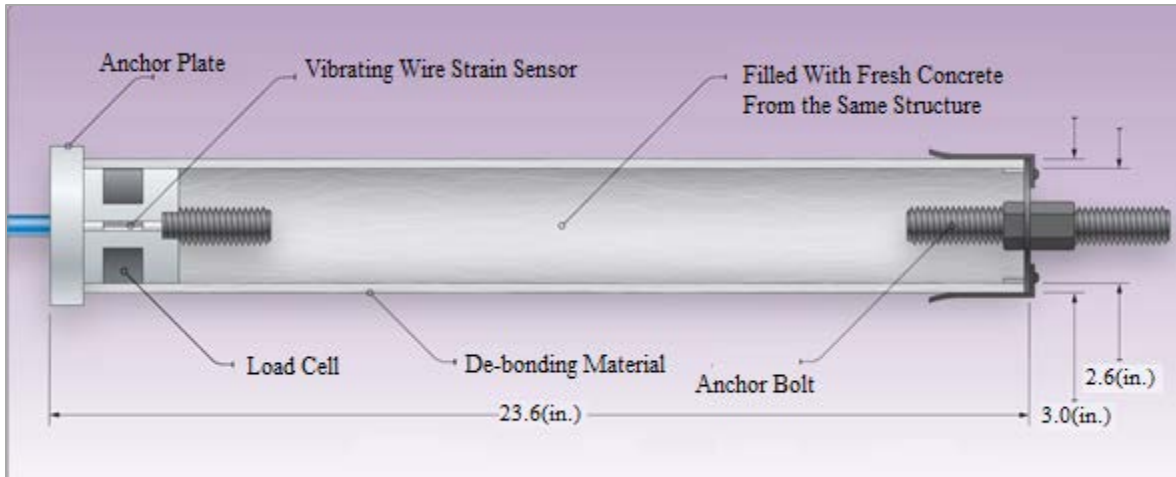 Anchor Plate
Vibrating Wire Strain Sensor
Filled With Fresh Concrete
From the Same Structure
Load Cell
De-bonding Material
Anchor Bolt
2.6(in.)
23.6(in.)
3.0(in.)